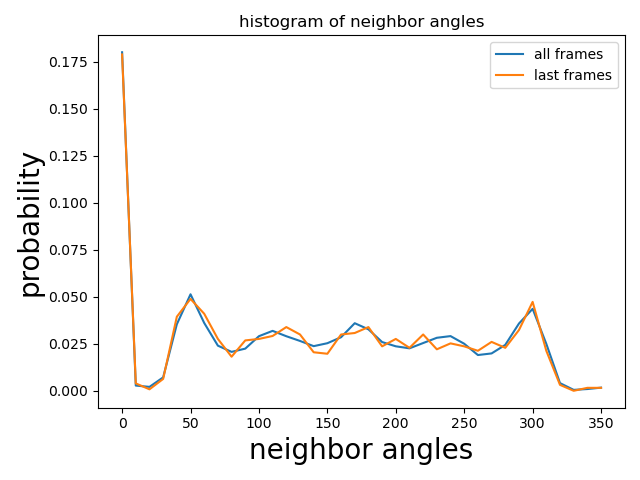 histogram of neighbor angles
all frames
last frames
probability
0.175
0.150
0.125
0.100
0.075
0.050
0.025
0.000
0 50 100 150 200 250 300 350
neighbor angles